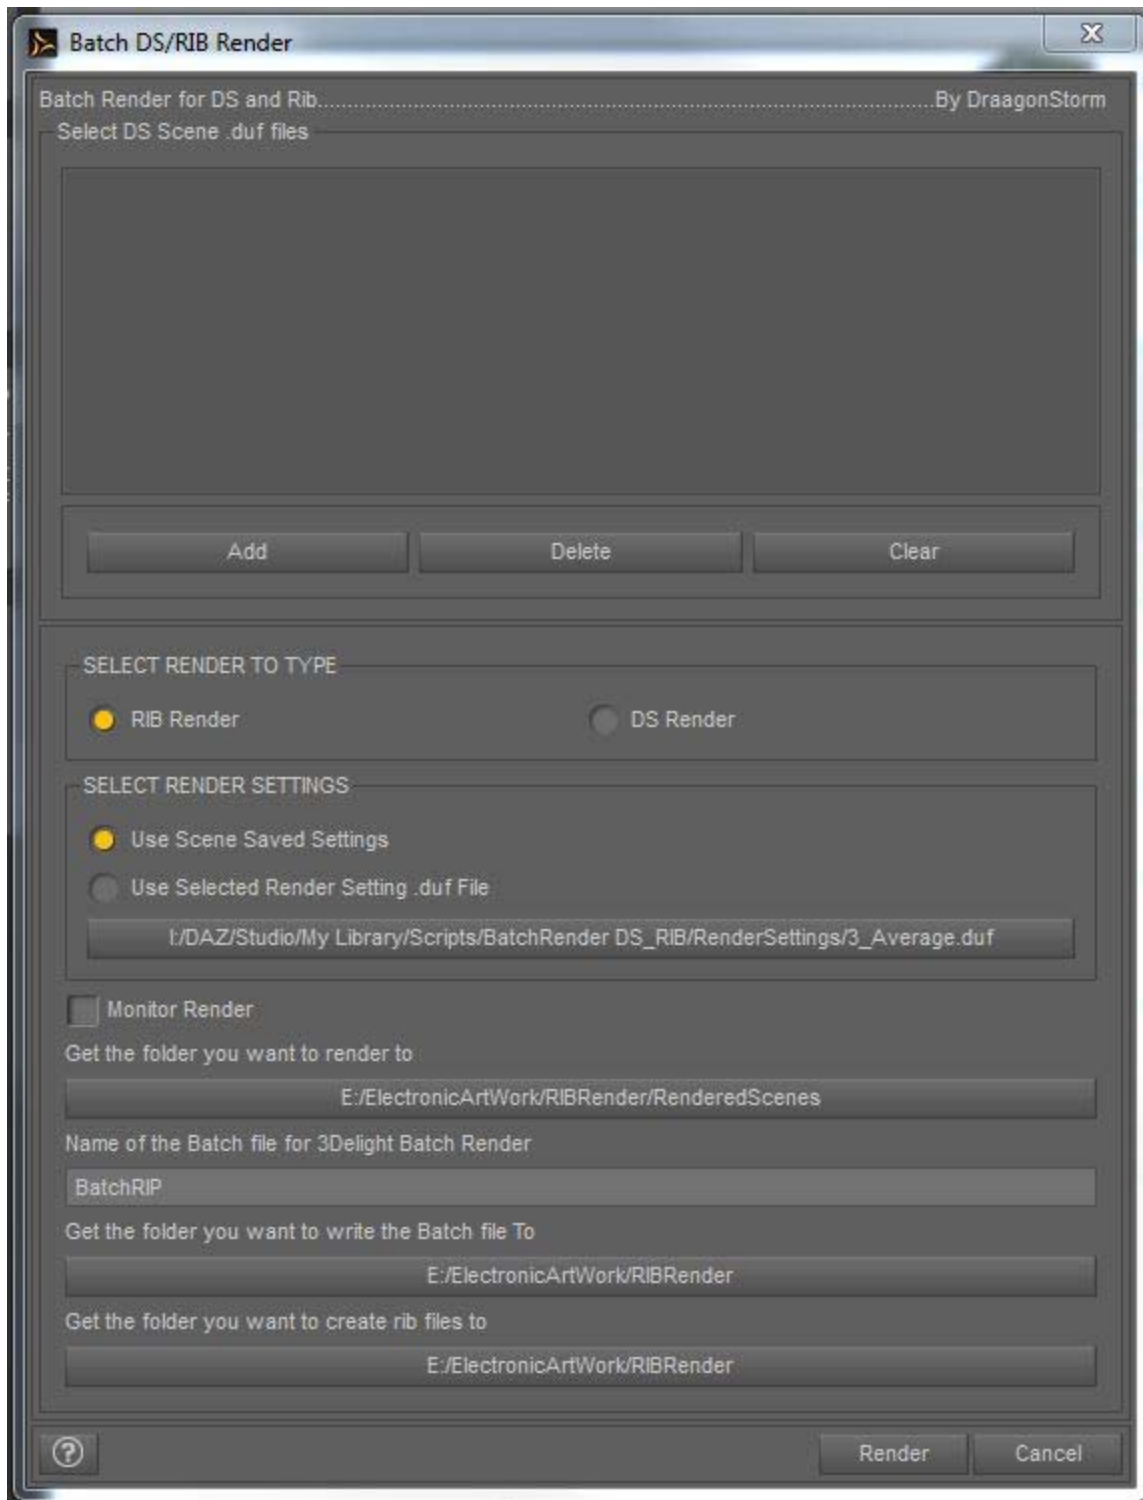 Batch DS/RIB Render
Batch Render for DS and Rib..........................................................................................................By DraagonStorm
Select DS Scene .duf files
Add Delete Clear
SELECT RENDER TO TYPE
RIB Render DS Render
SELECT RENDER SETTINGS
Use Scene Saved Settings
Use Selected Render Setting .duf File
I:/DAZ/Studio/My Library/Scripts/BatchRender DS_RIB/RenderSettings/3_Average.duf
Monitor Render
Get the folder you want to render to
E:/ElectronicArtWork/RIBRender/RenderedScenes
Name of the Batch file for 3Delight Batch Render
BatchRIP
Get the folder you want to write the Batch file To
E:/ElectronicArtWork/RIBRender
Get the folder you want to create rib files to
E:/ElectronicArtWork/RIBRender
? Render Cancel